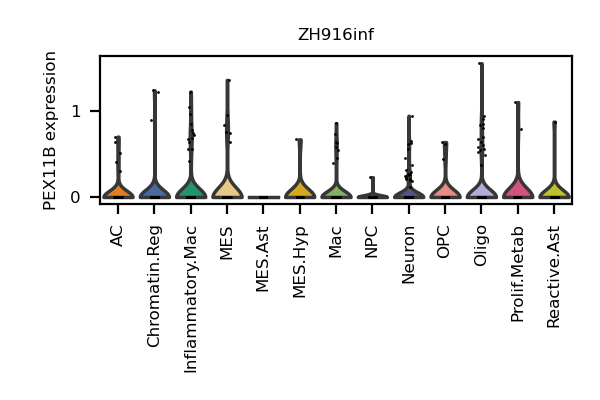 ZH916inf
PEX11B expression
1
0
AC
Chromatin.Reg
Inflammatory.Mac
MES
MES.Ast
MES.Hyp
Mac
NPC
Neuron
OPC
Oligo
Prolif.Metab
Reactive.Ast